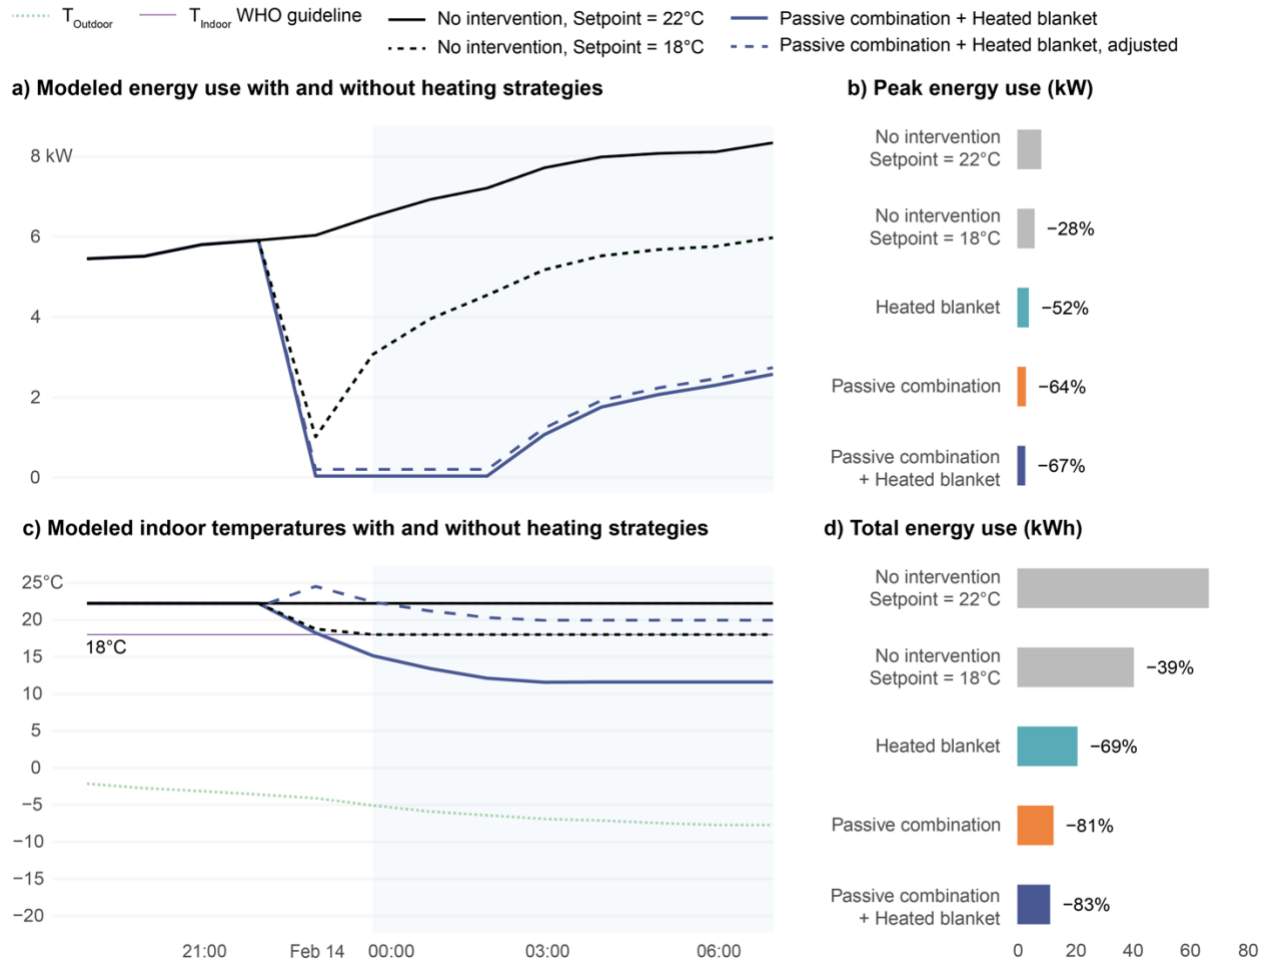 T_Outdoor
T_Indoor WHO guideline
No intervention, Setpoint = 22°C
Passive combination + Heated blanket
No intervention, Setpoint = 18°C
Passive combination + Heated blanket, adjusted
a) Modeled energy use with and without heating strategies
8 kW
6
4
2
0
b) Peak energy use (kW)
No intervention
Setpoint = 22°C
No intervention
Setpoint = 18°C
−28%
Heated blanket
−52%
Passive combination
−64%
Passive combination
+ Heated blanket
−67%
c) Modeled indoor temperatures with and without heating strategies
25°C
20
18°C
15
10
5
0
−5
−10
−15
−20
21:00
Feb 14
00:00
03:00
06:00
d) Total energy use (kWh)
No intervention
Setpoint = 22°C
No intervention
Setpoint = 18°C
−39%
Heated blanket
−69%
Passive combination
−81%
Passive combination
+ Heated blanket
−83%
0
20
40
60
80